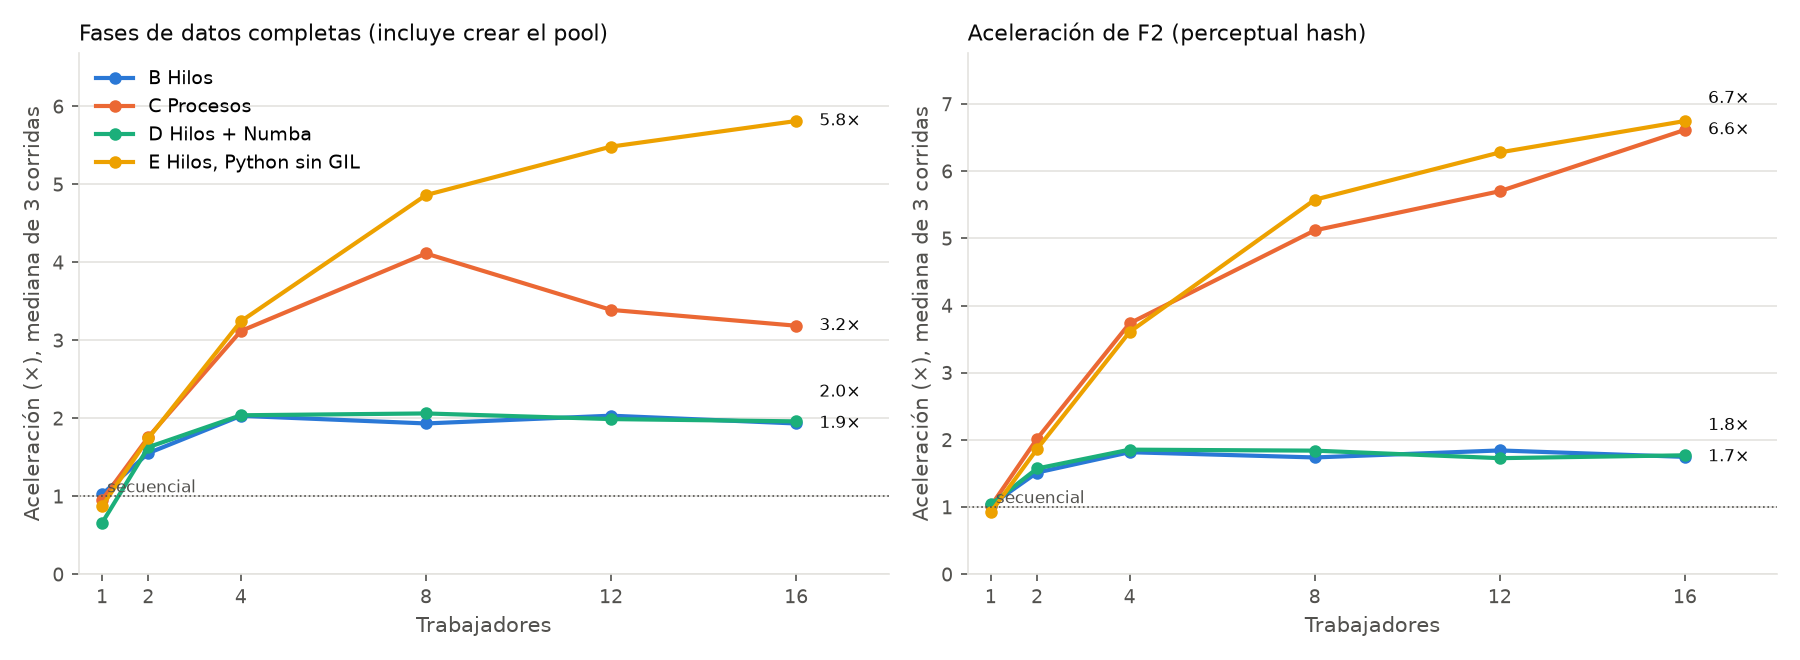 Fases de datos completas (incluye crear el pool)
B Hilos
C Procesos
D Hilos + Numba
E Hilos, Python sin GIL
Aceleración (×), mediana de 3 corridas
6
5
4
3
2
1
0
5.8×
3.2×
2.0×
1.9×
secuencial
1 2 4 8 12 16
Trabajadores
Aceleración de F2 (perceptual hash)
Aceleración (×), mediana de 3 corridas
7
6
5
4
3
2
1
0
6.7×
6.6×
1.8×
1.7×
secuencial
1 2 4 8 12 16
Trabajadores